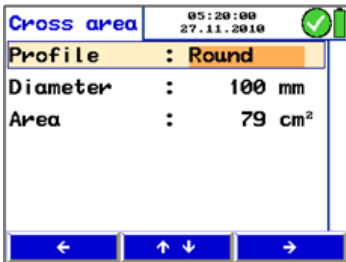 Cross area
05:20:00
27.11.2010
Profile : Round
Diameter : 100 mm
Area : 79 cm²
← ↑ ↓ →